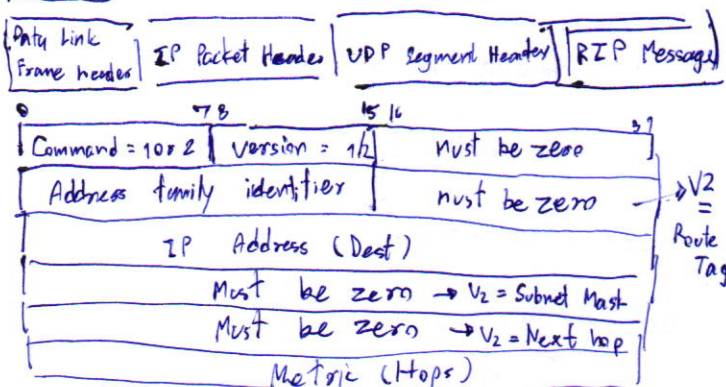 Data Link Frame header | IP Packet Header | UDP Segment Header | RIP Message
0 7 8 15 16 31
Command = 1 or 2 | version = 1/2 | must be zero
Address family identifier | must be zero → V2 = Route Tag
IP Address (Dest)
Must be zero → V2 = Subnet Mast
Must be zero → V2 = Next hop
Metric (Hops)